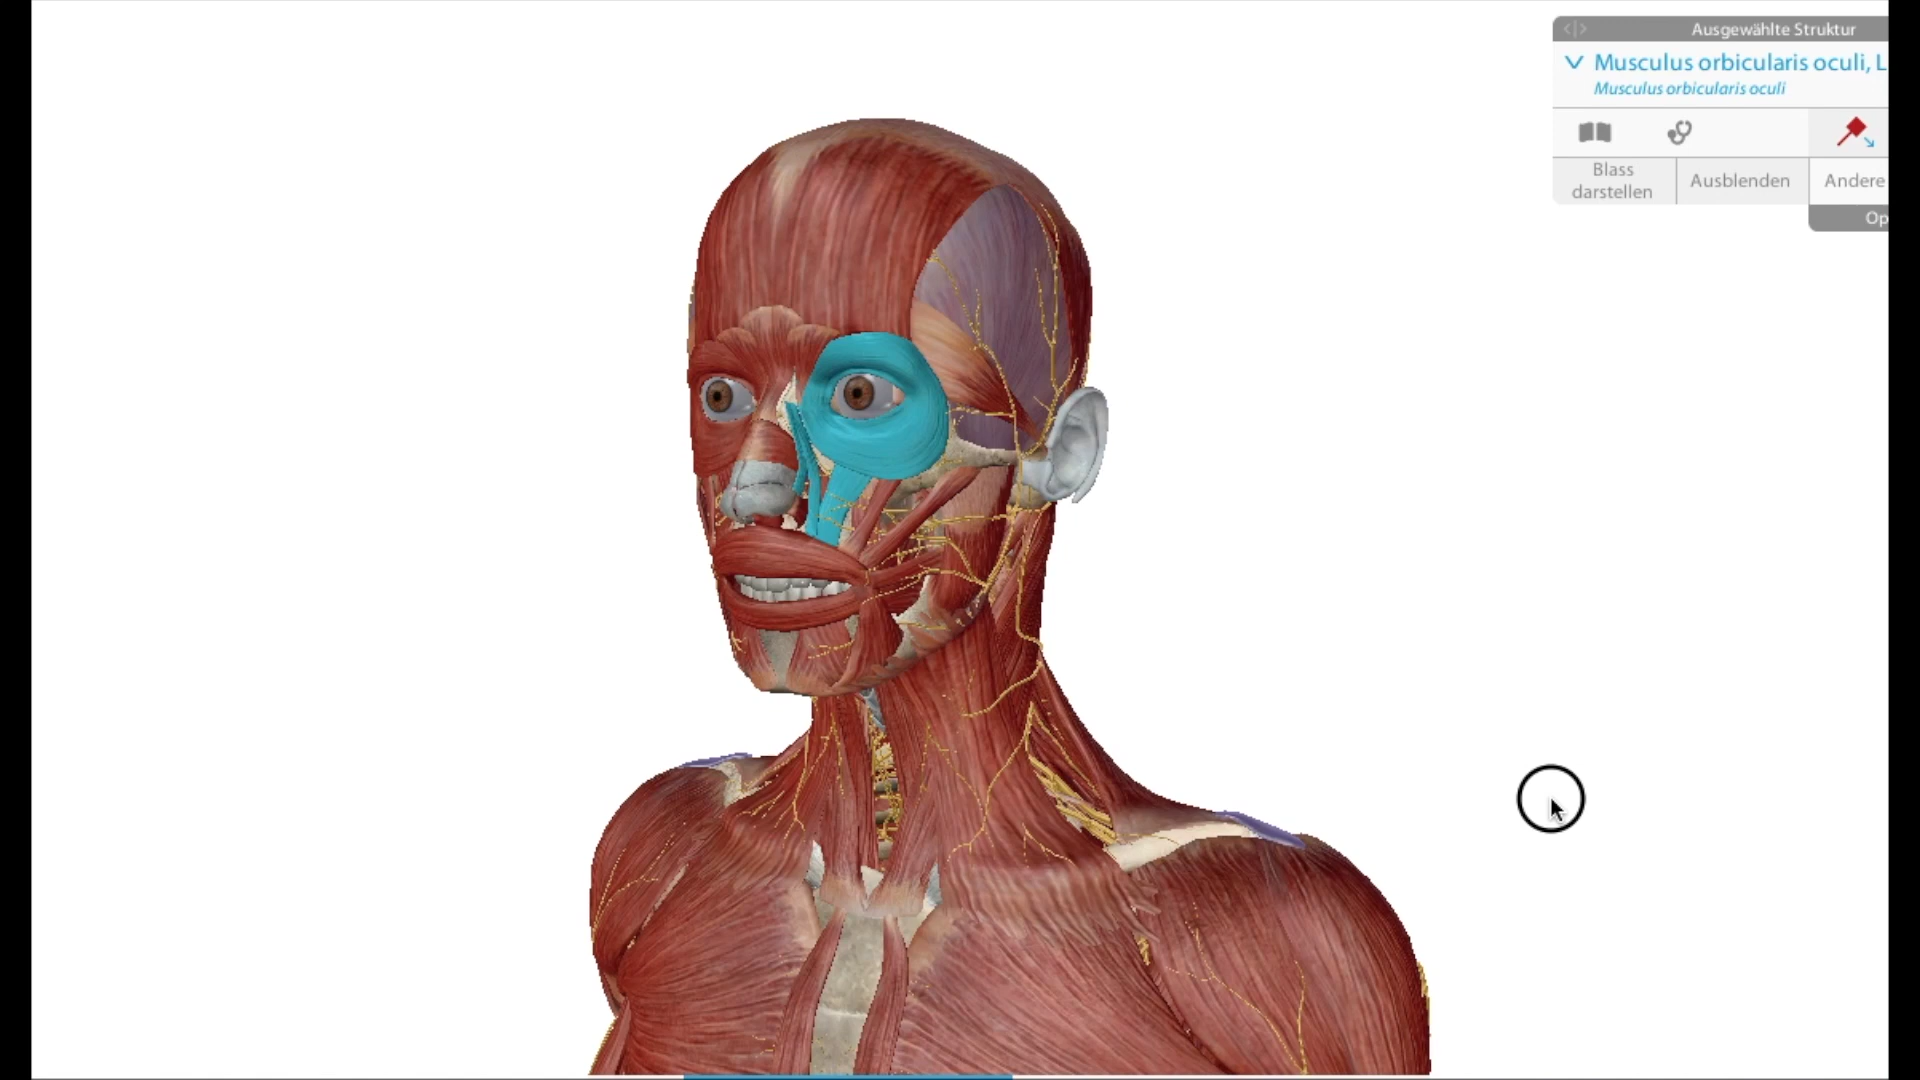 Ausgewählte Struktur
Musculus orbicularis oculi, L
Musculus orbicularis oculi
Blass
darstellen
Ausblenden
Andere
Op